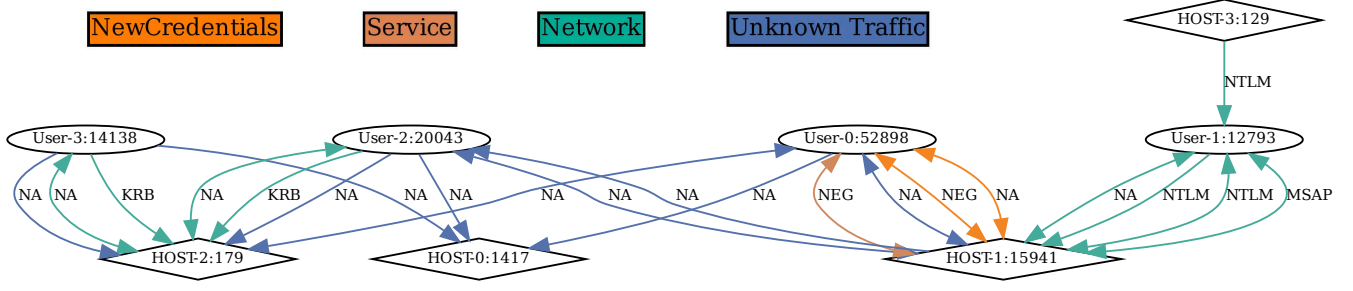 NewCredentials
Service
Network
Unknown Traffic
HOST-3:129
NTLM
User-3:14138
User-2:20043
User-0:52898
User-1:12793
NA
NA
KRB
NA
KRB
NA
NA
NA
NA
NA
NEG
NA
NEG
NA
NA
NTLM
NTLM
MSAP
HOST-2:179
HOST-0:1417
HOST-1:15941